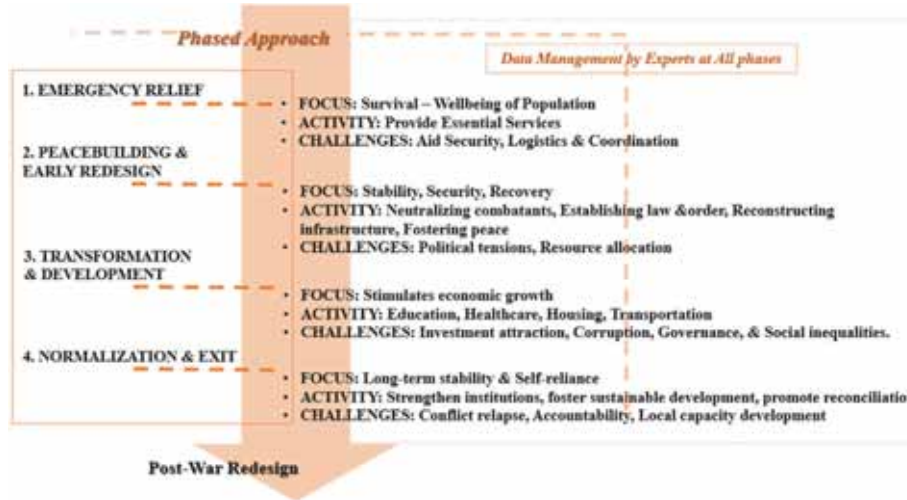 Phased Approach
Data Management by Experts at All phases
1. EMERGENCY RELIEF
• FOCUS: Survival – Wellbeing of Population
• ACTIVITY: Provide Essential Services
• CHALLENGES: Aid Security, Logistics & Coordination
2. PEACEBUILDING &
EARLY REDESIGN
• FOCUS: Stability, Security, Recovery
• ACTIVITY: Neutralizing combatants, Establishing law &order, Reconstructing
infrastructure, Fostering peace
• CHALLENGES: Political tensions, Resource allocation
3. TRANSFORMATION
& DEVELOPMENT
• FOCUS: Stimulates economic growth
• ACTIVITY: Education, Healthcare, Housing, Transportation
• CHALLENGES: Investment attraction, Corruption, Governance, & Social inequalities.
4. NORMALIZATION & EXIT
• FOCUS: Long-term stability & Self-reliance
• ACTIVITY: Strengthen institutions, foster sustainable development, promote reconciliatio
• CHALLENGES: Conflict relapse, Accountability, Local capacity development
Post-War Redesign